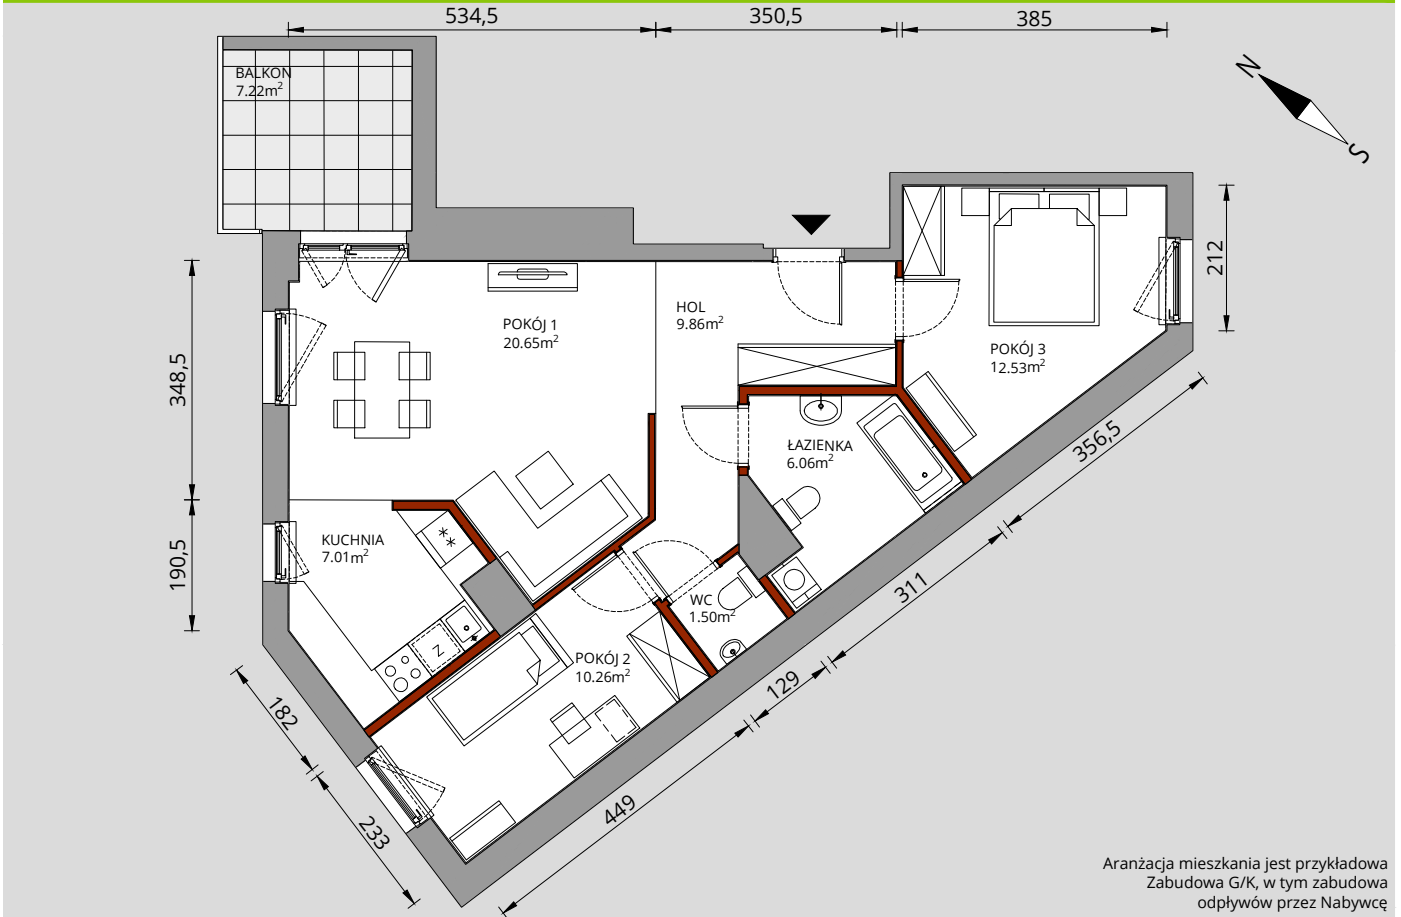 534,5
350,5
385
BALKON
7.22m²
N
S
212
HOL
9.86m²
POKÓJ 1
20.65m²
POKÓJ 3
12.53m²
348,5
ŁAZIENKA
6.06m²
356,5
KUCHNIA
7.01m²
190,5
311
WC
1.50m²
Z
POKÓJ 2
10.26m²
129
182
449
233
Aranżacja mieszkania jest przykładowa
Zabudowa G/K, w tym zabudowa
odpływów przez Nabywcę